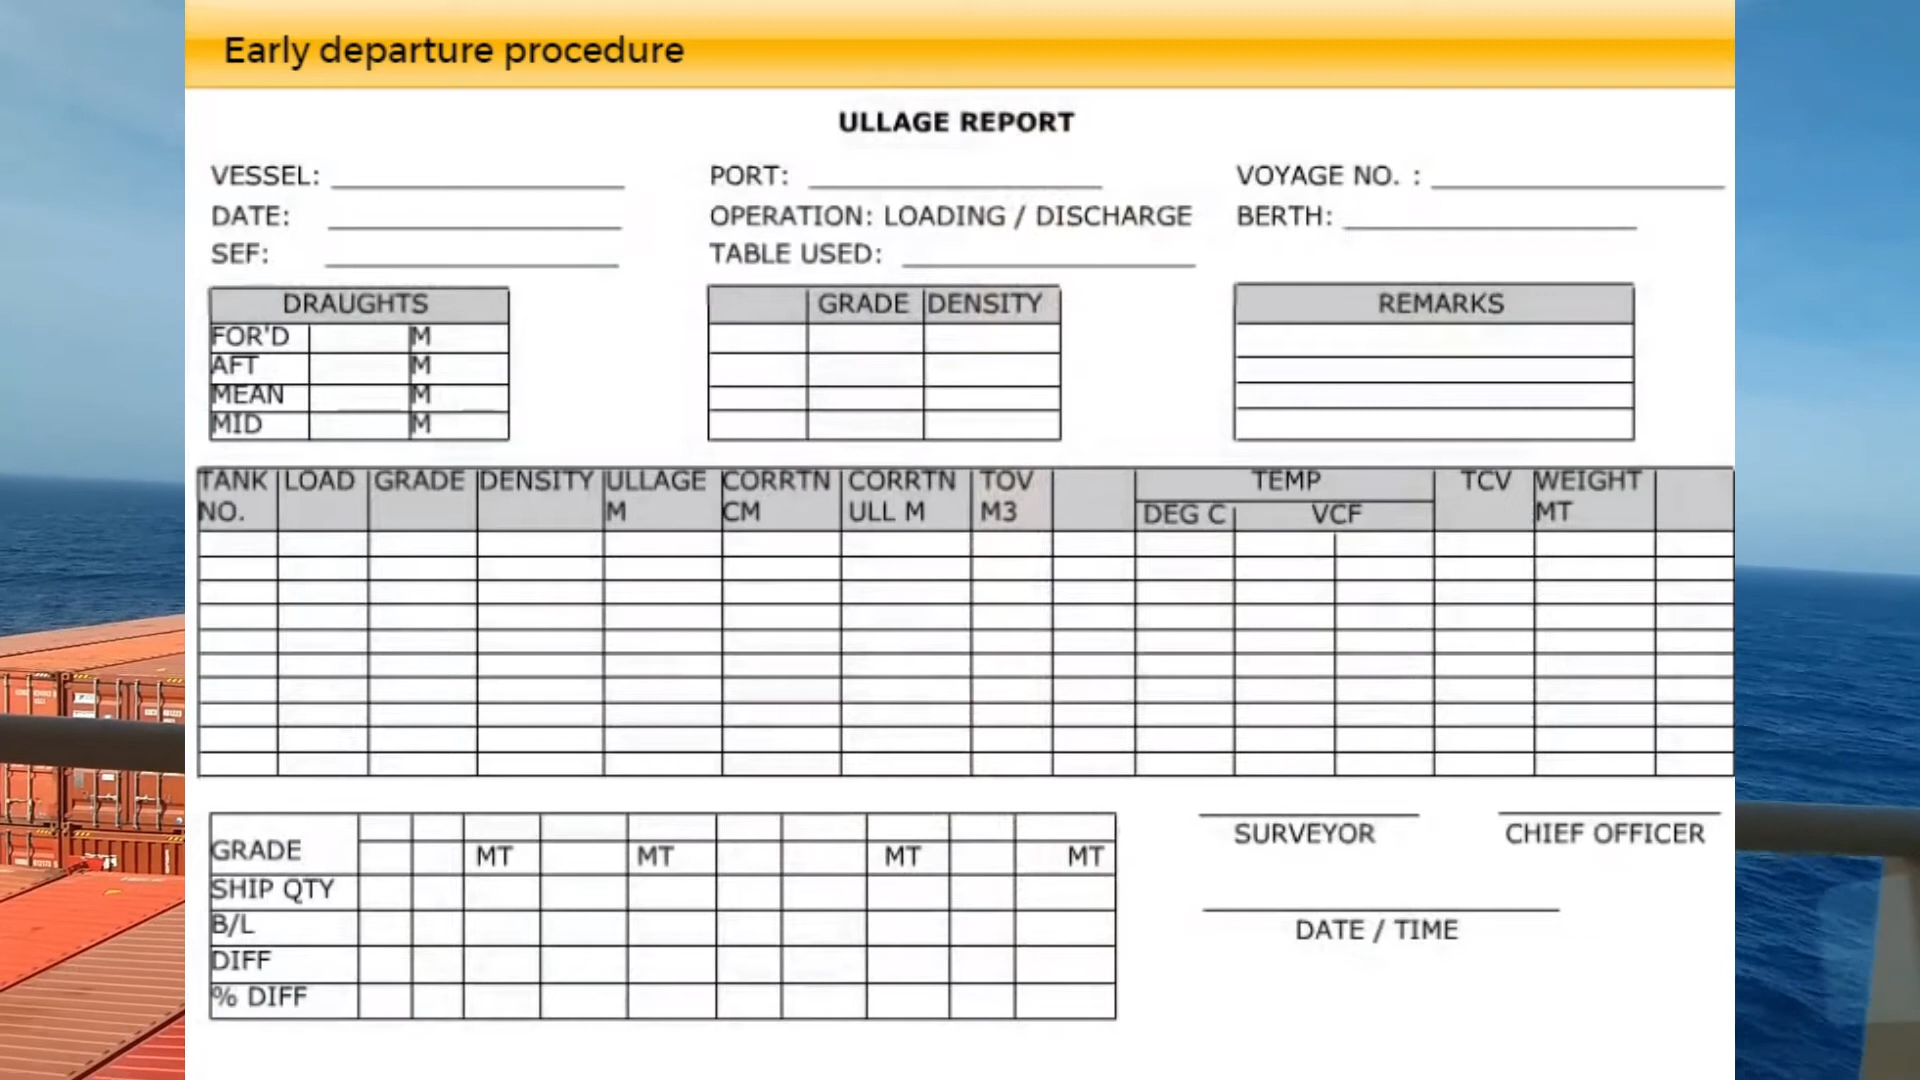 Early departure procedure
ULLAGE REPORT
VESSEL: PORT: VOYAGE NO. :
DATE: OPERATION: LOADING / DISCHARGE BERTH:
SEF: TABLE USED:
DRAUGHTS GRADE DENSITY REMARKS
FOR'D M
AFT M
MEAN M
MID M
TANK LOAD GRADE DENSITY ULLAGE CORRTN CORRTN TOV TEMP TCV WEIGHT
NO. M CM ULL M M3 DEG C VCF MT
GRADE MT MT MT MT
SHIP QTY
B/L
DIFF
% DIFF
SURVEYOR CHIEF OFFICER
DATE / TIME